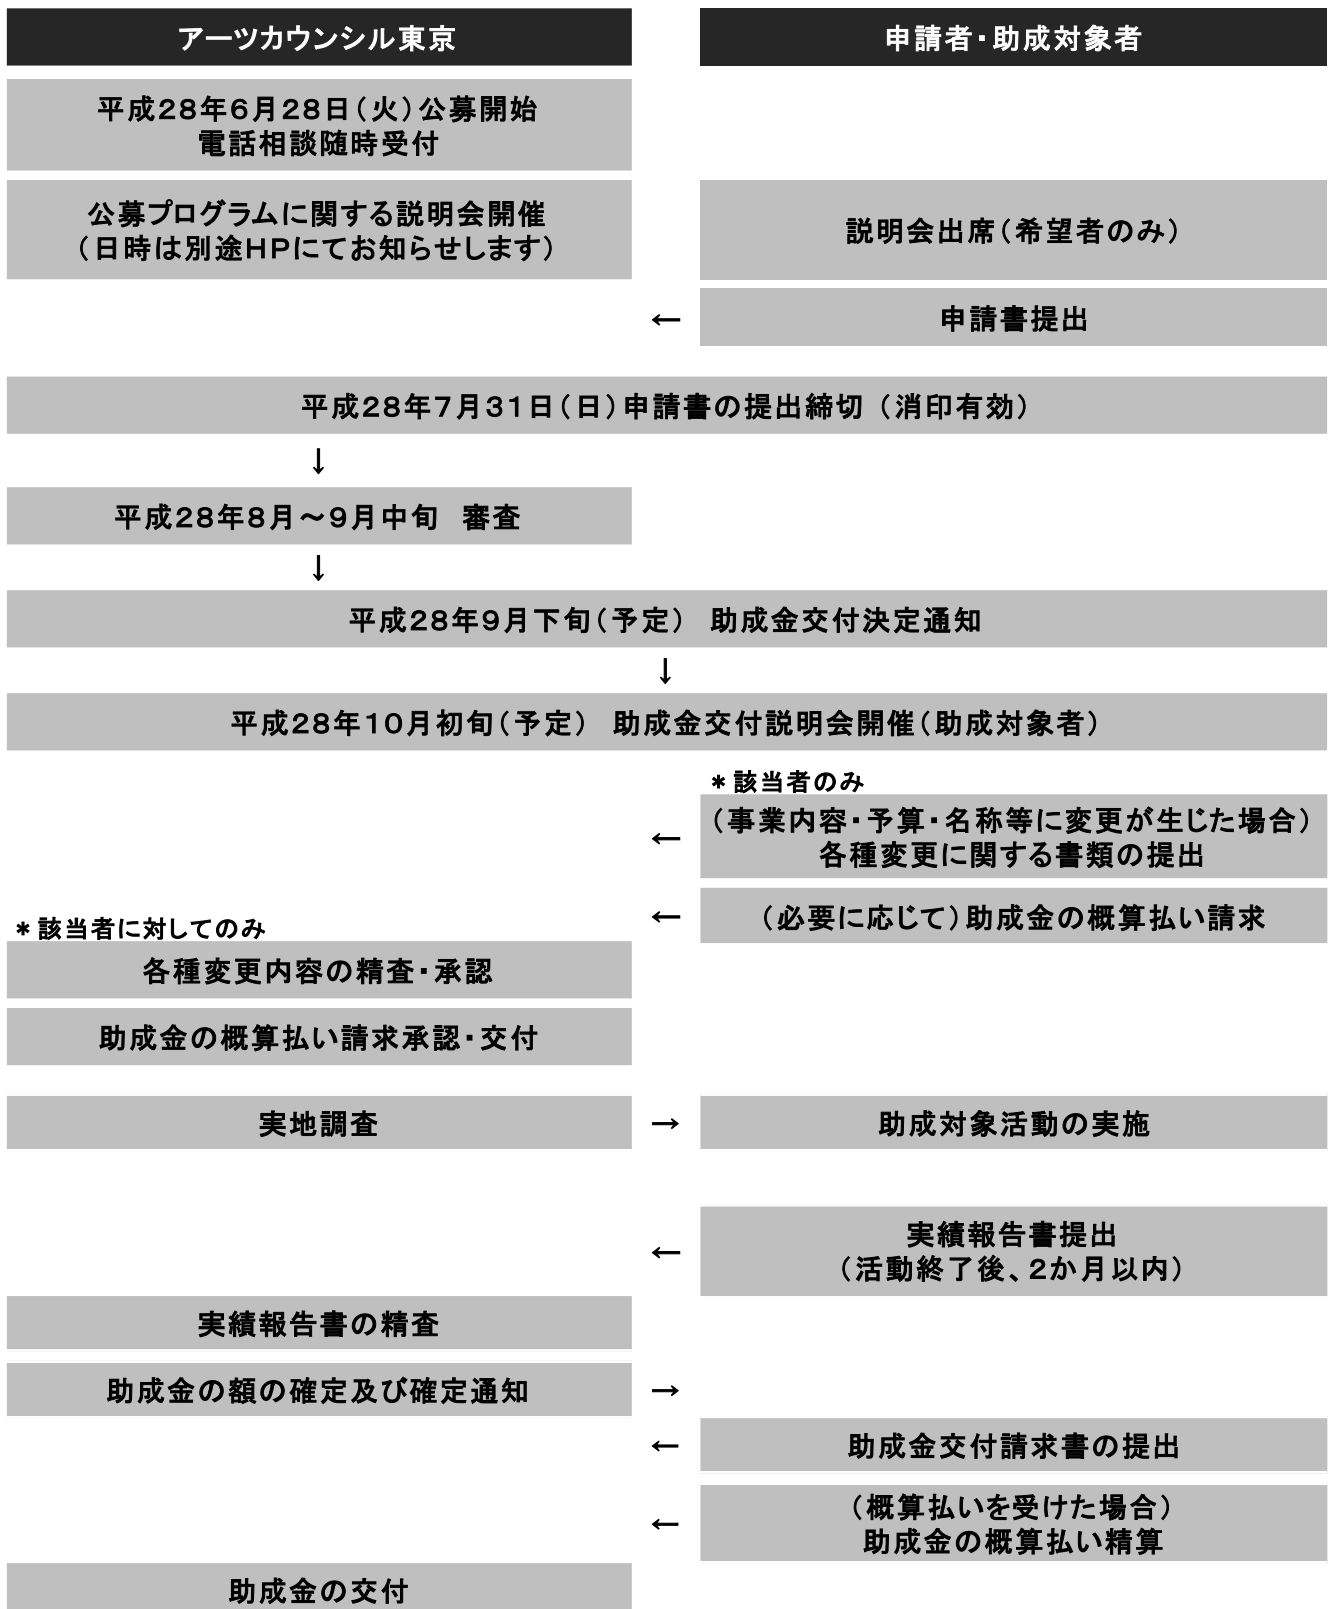 アーツカウンシル東京
申請者・助成対象者
平成28年6月28日(火)公募開始
電話相談随時受付
公募プログラムに関する説明会開催
(日時は別途HPにてお知らせします)
説明会出席(希望者のみ)
←
申請書提出
平成28年7月31日(日)申請書の提出締切 (消印有効)
↓
平成28年8月~9月中旬 審査
↓
平成28年9月下旬(予定) 助成金交付決定通知
↓
平成28年10月初旬(予定) 助成金交付説明会開催(助成対象者)
*該当者のみ
←
(事業内容・予算・名称等に変更が生じた場合)
各種変更に関する書類の提出
←
(必要に応じて)助成金の概算払い請求
*該当者に対してのみ
各種変更内容の精査・承認
助成金の概算払い請求承認・交付
実地調査 → 助成対象活動の実施
←
実績報告書提出
(活動終了後、2か月以内)
実績報告書の精査
助成金の額の確定及び確定通知 →
← 助成金交付請求書の提出
←
(概算払いを受けた場合)
助成金の概算払い精算
助成金の交付